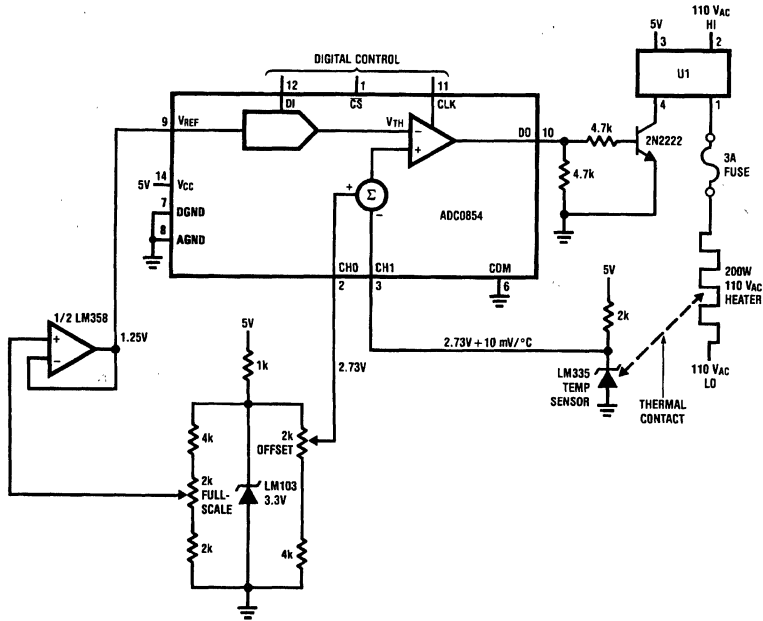 110 VAC
HI
5V
3
2
U1
4
1
DIGITAL CONTROL
12
1
11
DI
CS
CLK
9
VREF
VTH
DO
10
4.7k
2N2222
3A
FUSE
4.7k
14
5V
VCC
7
DGND
8
AGND
+
Σ
−
−
+
ADC0854
CH0
CH1
COM
2
3
6
200W
110 VAC
HEATER
5V
2k
1/2 LM358
+
−
1.25V
5V
1k
2.73V
2.73V + 10 mV/°C
LM335
TEMP
SENSOR
THERMAL
CONTACT
110 VAC
LO
4k
2k
OFFSET
2k
FULL-
SCALE
LM103
3.3V
2k
4k